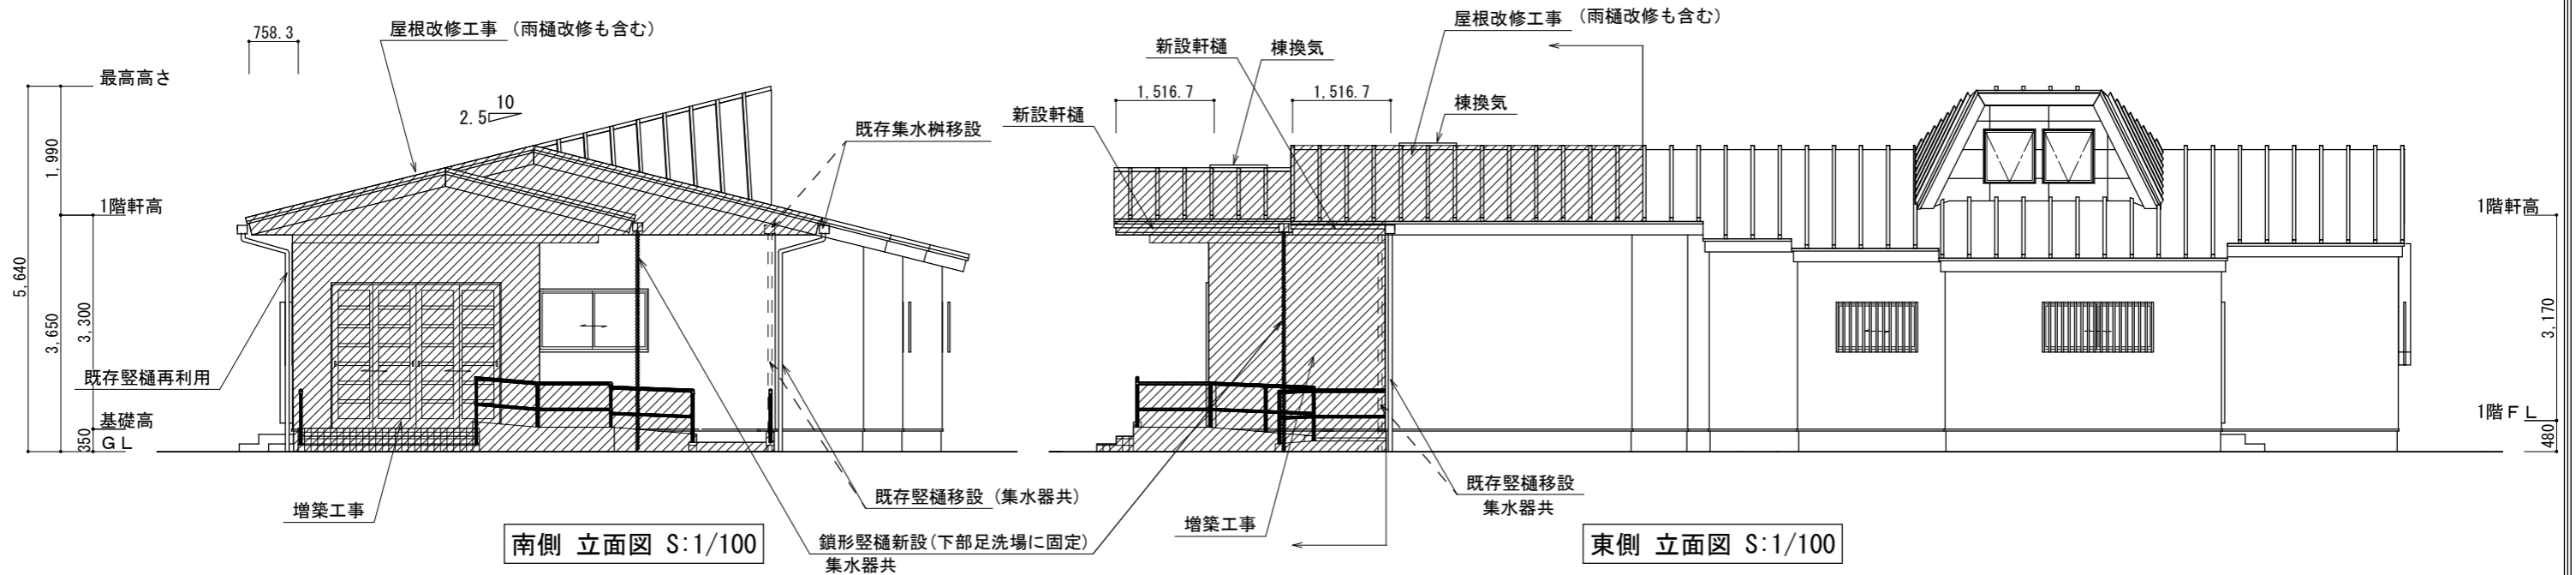 758.3
屋根改修工事 （雨樋改修も含む）
最高高さ
10
2.5
既存集水桝移設
1,990
1階軒高
5,640
3,650
3,300
既存竪樋再利用
基礎高
350
GL
増築工事
既存竪樋移設（集水器共）
南側 立面図 S:1/100
鎖形竪樋新設(下部足洗場に固定)
集水器共
屋根改修工事 （雨樋改修も含む）
新設軒樋
棟換気
1,516.7
1,516.7
棟換気
新設軒樋
1階軒高
3,170
1階FL
480
既存竪樋移設
集水器共
増築工事
東側 立面図 S:1/100